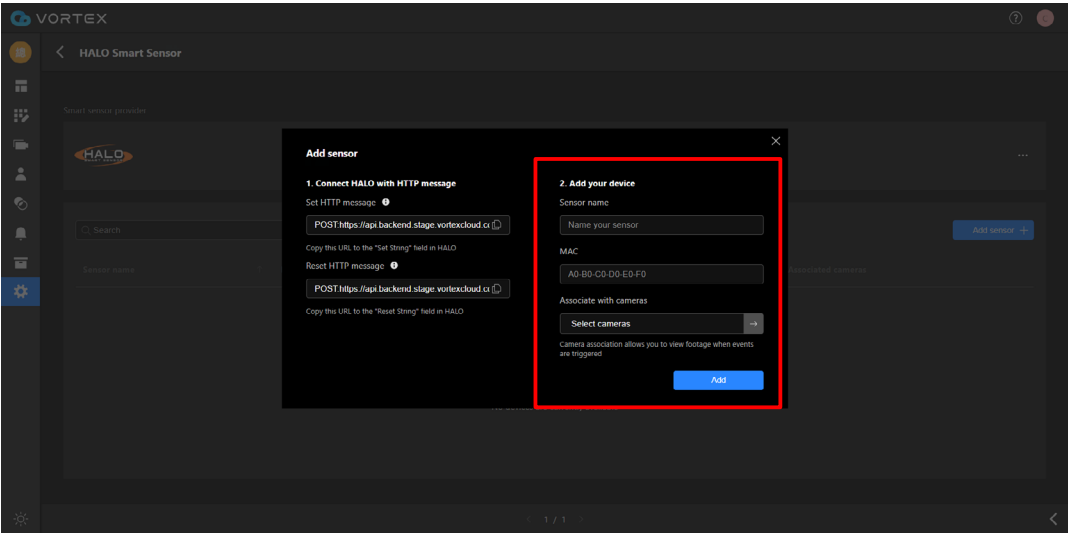 VORTEX
HALO Smart Sensor
Smart sensor provider
HALO
SMART SENSOR
Search
Add sensor
Sensor name
Associated cameras
Add sensor
1. Connect HALO with HTTP message
Set HTTP message
POST:https://api.backend.stage.vortexcloud.c
Copy this URL to the "Set String" field in HALO
Reset HTTP message
POST:https://api.backend.stage.vortexcloud.c
Copy this URL to the "Reset String" field in HALO
2. Add your device
Sensor name
Name your sensor
MAC
A0-B0-C0-D0-E0-F0
Associate with cameras
Select cameras
Camera association allows you to view footage when events
are triggered
Add
1 / 1